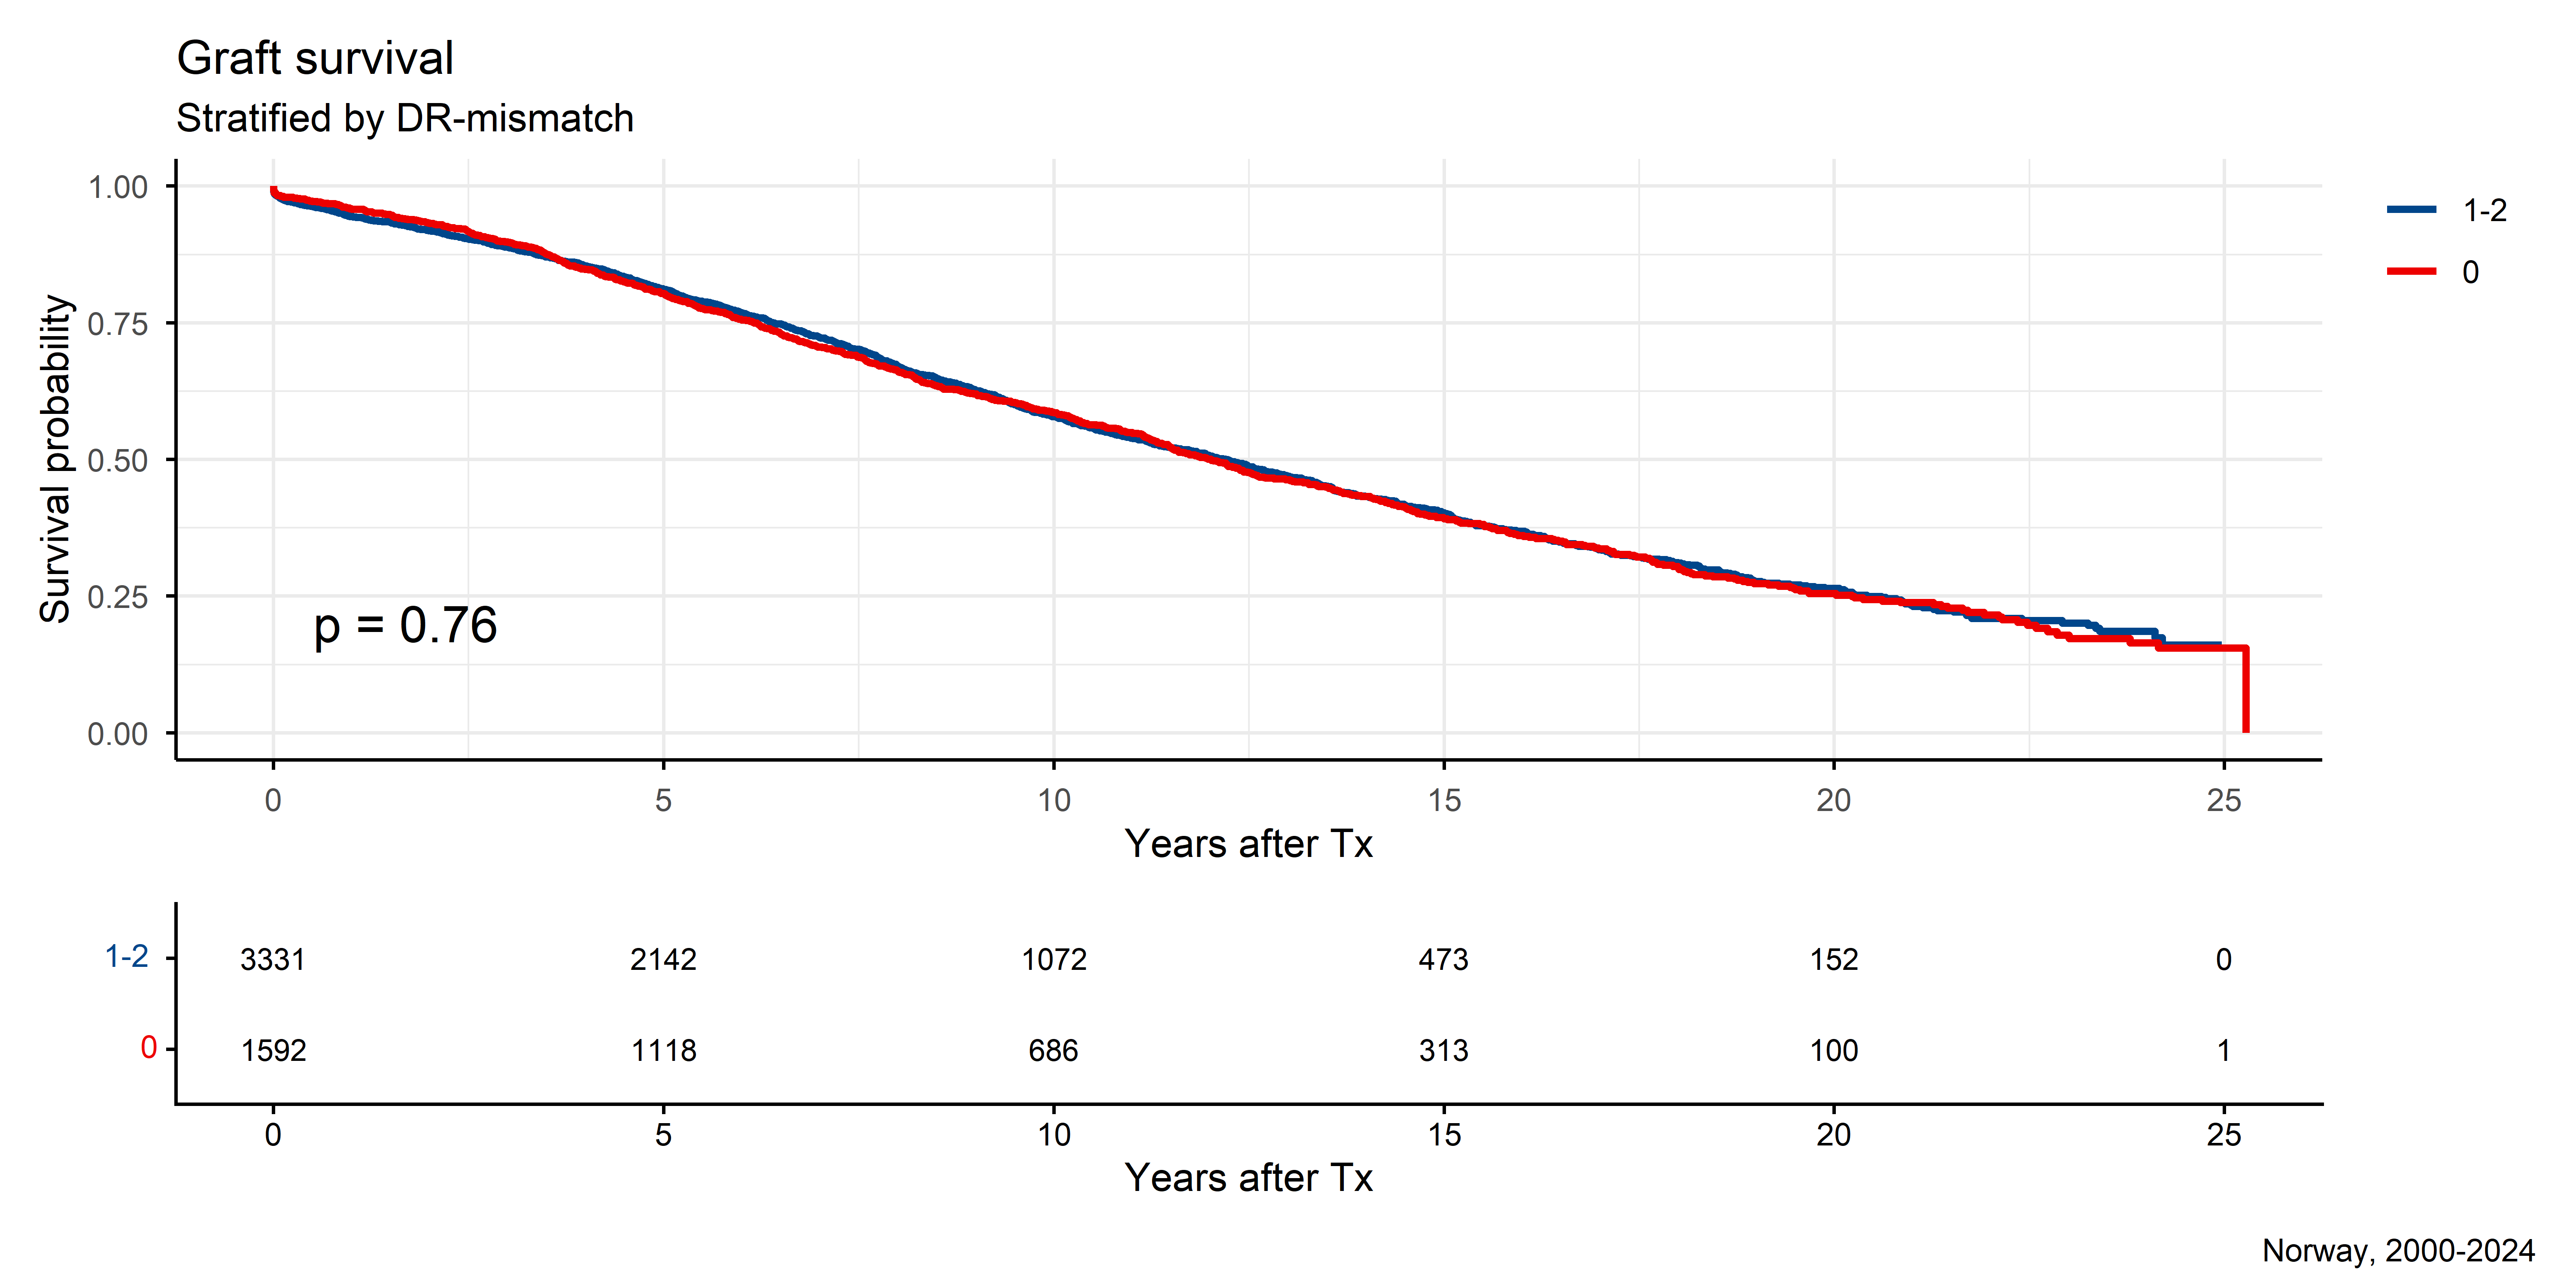 Graft survival
Stratified by DR-mismatch
Survival probability
1.00
0.75
0.50
0.25
0.00
p = 0.76
1-2
0
0 5 10 15 20 25
Years after Tx
1-2 3331 2142 1072 473 152 0
0 1592 1118 686 313 100 1
0 5 10 15 20 25
Years after Tx
Norway, 2000-2024